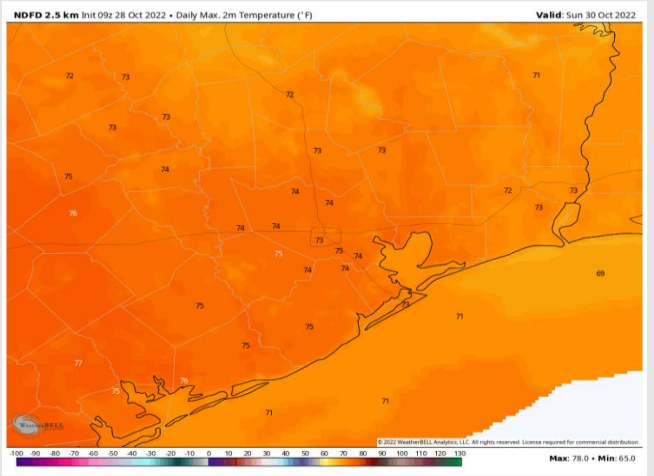 NDFD 2.5 km Init 09z 28 Oct 2022 • Daily Max. 2m Temperature (°F) Valid: Sun 30 Oct 2022
72 73 71
72
73
73
73 73
74
75
76
74 72 73
74 73
74 74
73
75 75 74
74 74
69
75 73 71
75
75
77
75 76
71 71
WEATHERBELL
© 2022 WeatherBELL Analytics, LLC. All rights reserved. License required for commercial distribution.
-100 -90 -80 -70 -60 -50 -40 -30 -20 -10 0 10 20 30 40 50 60 70 80 90 100 110 120 130
Max: 78.0 • Min: 65.0